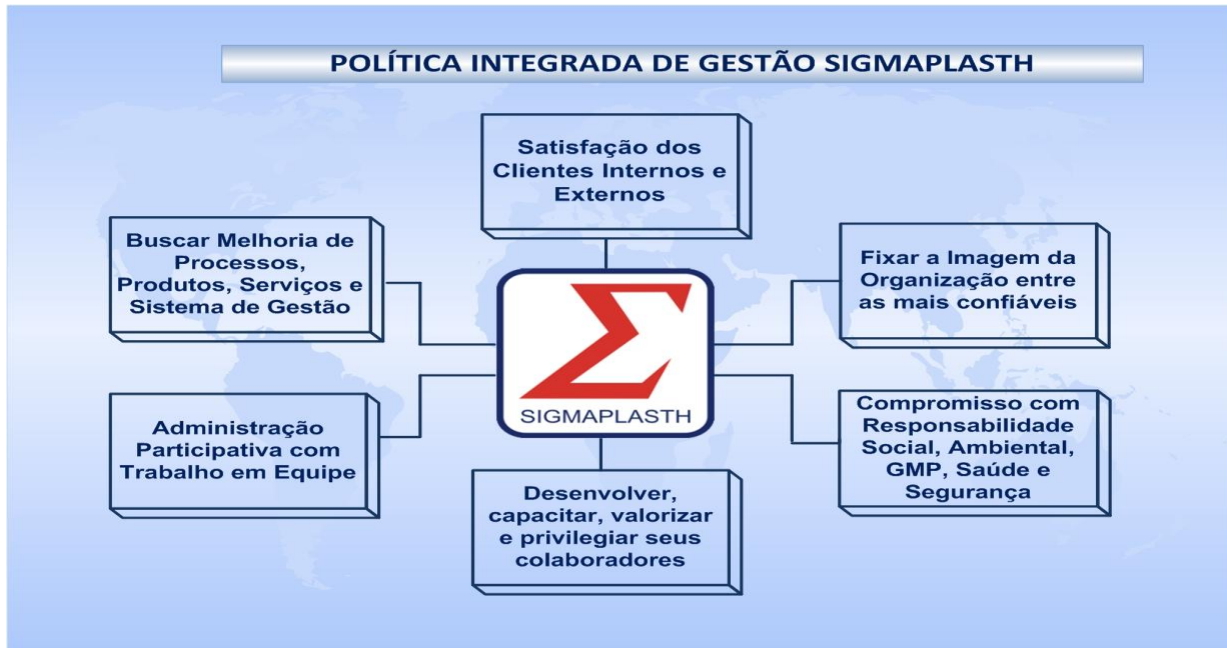 POLÍTICA INTEGRADA DE GESTÃO SIGMAPLASTH
Satisfação dos
Clientes Internos e
Externos
Buscar Melhoria de
Processos,
Produtos, Serviços e
Sistema de Gestão
Fixar a Imagem da
Organização entre
as mais confiáveis
SIGMAPLASTH
Administração
Participativa com
Trabalho em Equipe
Compromisso com
Responsabilidade
Social, Ambiental,
GMP, Saúde e
Segurança
Desenvolver,
capacitar, valorizar
e privilegiar seus
colaboradores